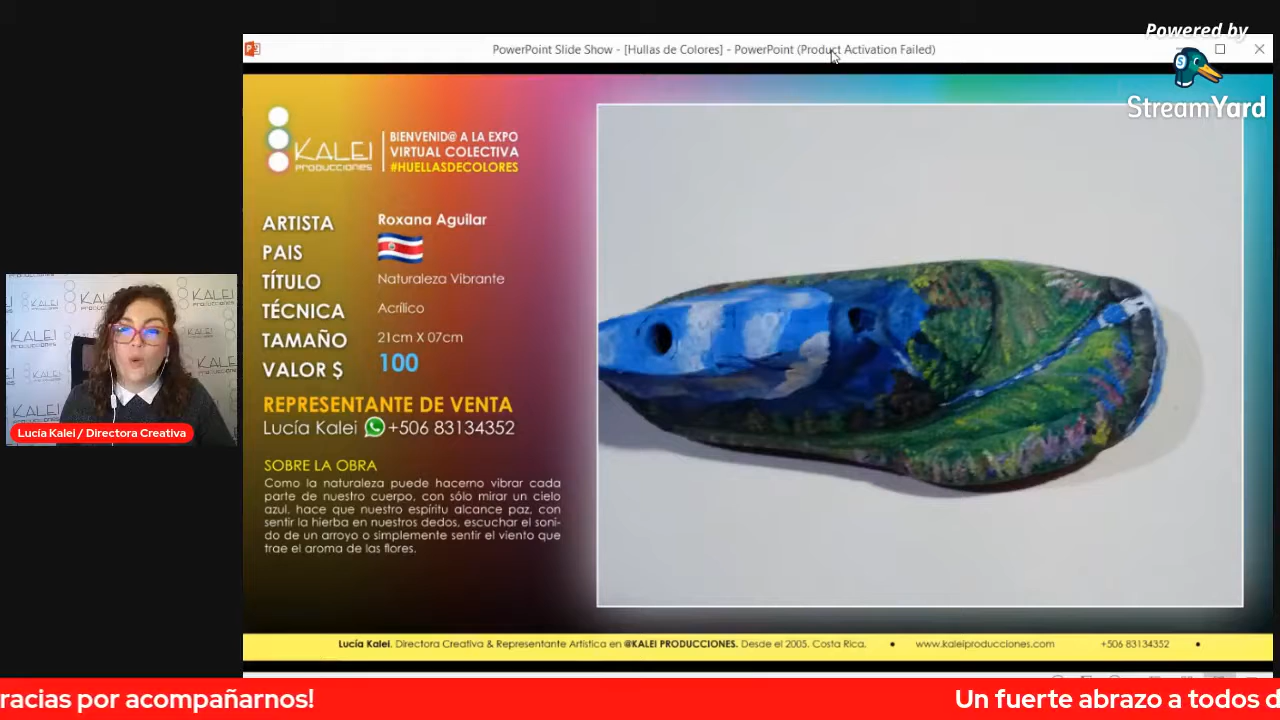 Powered by
StreamYard
PowerPoint Slide Show - [Hullas de Colores] - PowerPoint (Product Activation Failed)
KALEI
PRODUCCIONES
BIENVENID@ A LA EXPO
VIRTUAL COLECTIVA
#HUELLASDECOLORES
ARTISTA Roxana Aguilar
PAIS
TÍTULO Naturaleza Vibrante
TÉCNICA Acrílico
TAMAÑO 21cm X 07cm
VALOR $ 100
REPRESENTANTE DE VENTA
Lucía Kalei +506 83134352
SOBRE LA OBRA
Como la naturaleza puede hacerno vibrar cada
parte de nuestro cuerpo, con sólo mirar un cielo
azul, hace que nuestro espíritu alcance paz, con
sentir la hierba en nuestros dedos, escuchar el soni-
do de un arroyo o simplemente sentir el viento que
trae el aroma de las flores.
Lucía Kalei / Directora Creativa
Lucía Kalei. Directora Creativa & Representante Artística en @KALEI PRODUCCIONES. Desde el 2005. Costa Rica. • www.kaleiproducciones.com +506 83134352 •
racias por acompañarnos! Un fuerte abrazo a todos d